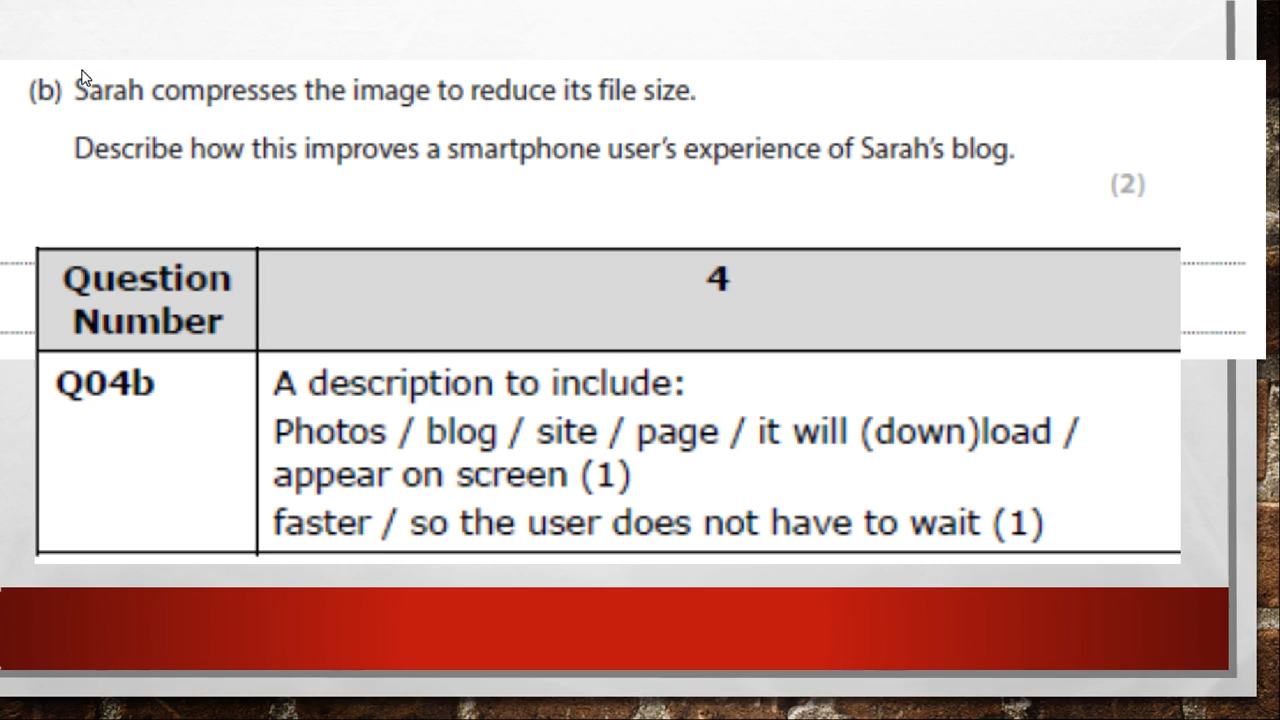 (b) Sarah compresses the image to reduce its file size.
Describe how this improves a smartphone user’s experience of Sarah’s blog.
(2)
Question Number
4
Q04b
A description to include:
Photos / blog / site / page / it will (down)load /
appear on screen (1)
faster / so the user does not have to wait (1)